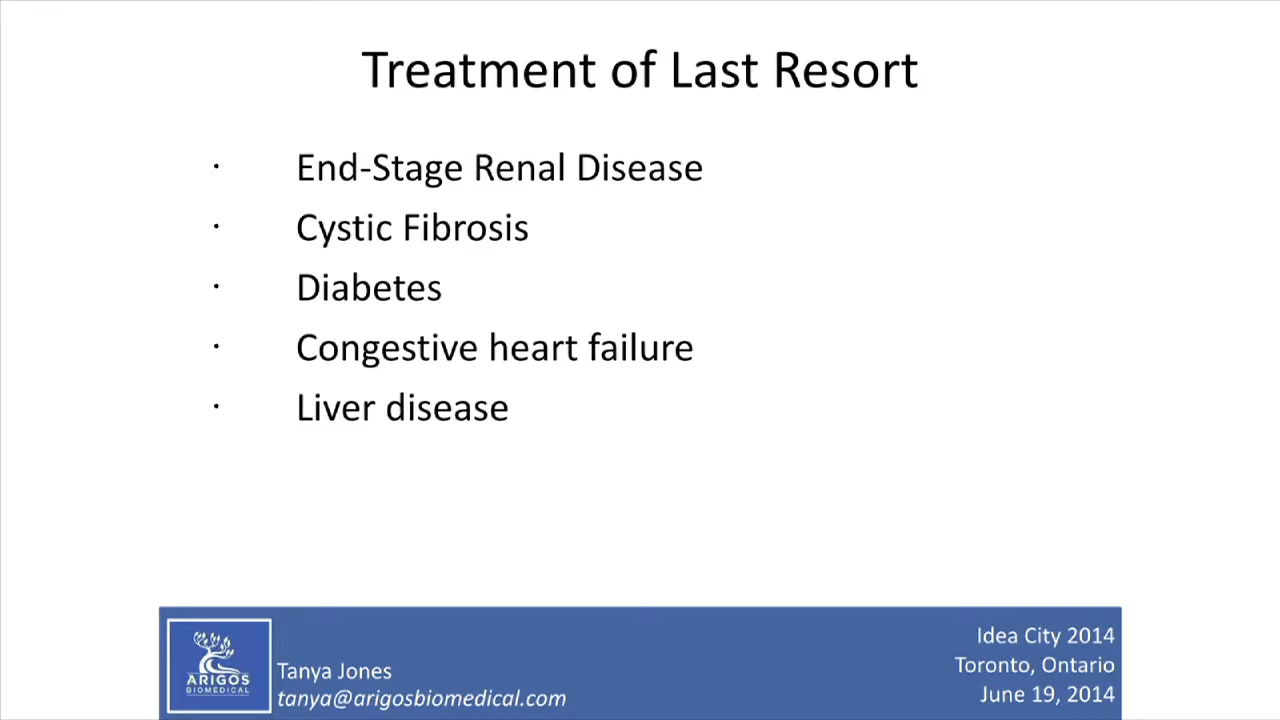 Treatment of Last Resort
· End-Stage Renal Disease
· Cystic Fibrosis
· Diabetes
· Congestive heart failure
· Liver disease
ARIGOS
BIOMEDICAL
Tanya Jones
tanya@arigosbiomedical.com
Idea City 2014
Toronto, Ontario
June 19, 2014